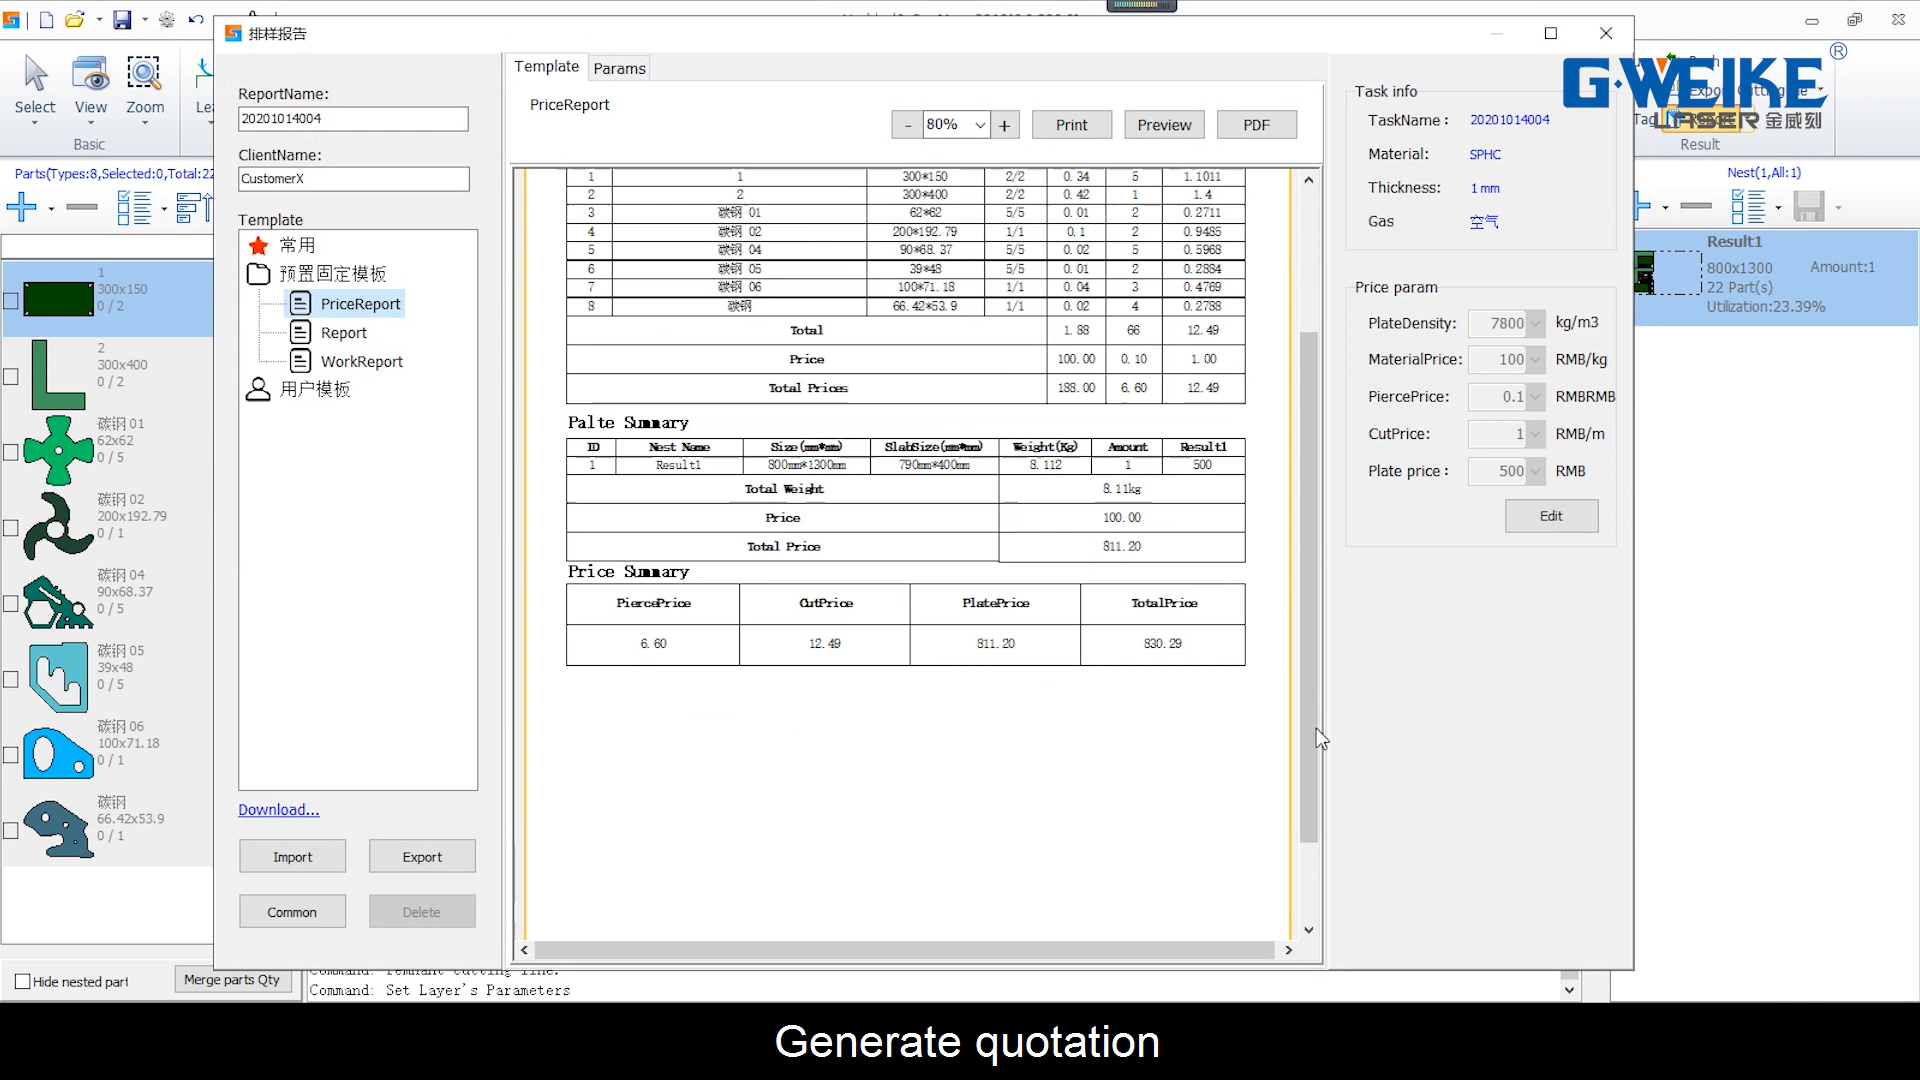 排样报告
G·WEIKE®
LASER 金威刻
Select
View
Zoom
Basic
Result
Parts(Types:8,Selected:0,Total:22
1
300x150
0 / 2
2
300x400
0 / 2
碳钢 01
62x62
0 / 5
碳钢 02
200x192.79
0 / 1
碳钢 04
90x68.37
0 / 5
碳钢 05
39x48
0 / 5
碳钢 06
100x71.18
0 / 1
碳钢
66.42x53.9
0 / 1
Hide nested part
Merge parts Qty
ReportName:
20201014004
ClientName:
CustomerX
Template
常用
预置固定模板
PriceReport
Report
WorkReport
用户模板
Download...
Import Export
Common Delete
Template Params
PriceReport
- 80% + Print Preview PDF
1 1 300*150 2/2 0.34 5 1.1011
2 2 300*400 2/2 0.42 1 1.4
3 碳钢 01 62*62 5/5 0.01 2 0.2711
4 碳钢 02 200*192.79 1/1 0.1 2 0.9485
5 碳钢 04 90*68.37 5/5 0.02 5 0.5968
6 碳钢 05 39*48 5/5 0.01 2 0.2884
7 碳钢 06 100*71.18 1/1 0.04 3 0.4769
8 碳钢 66.42*53.9 1/1 0.02 4 0.2788
Total 1.88 66 12.49
Price 100.00 0.10 1.00
Total Prices 188.00 6.60 12.49
Palte Summary
ID Nest Name Size(mm*mm) SlabSize(mm*mm) Weight(Kg) Amount Result1
1 Result1 800mm*1300mm 790mm*400mm 8.112 1 500
Total Weight 8.11kg
Price 100.00
Total Price 811.20
Price Summary
PiercePrice CutPrice PlatePrice TotalPrice
6.60 12.49 811.20 830.29
Task info
TaskName: 20201014004
Material: SPHC
Thickness: 1mm
Gas 空气
Price param
PlateDensity: 7800 kg/m3
MaterialPrice: 100 RMB/kg
PiercePrice: 0.1 RMBRMB
CutPrice: 1 RMB/m
Plate price: 500 RMB
Edit
Nest(1,All:1)
Result1
800x1300 Amount:1
22 Part(s)
Utilization:23.39%
Command: Set Layer's Parameters
Generate quotation